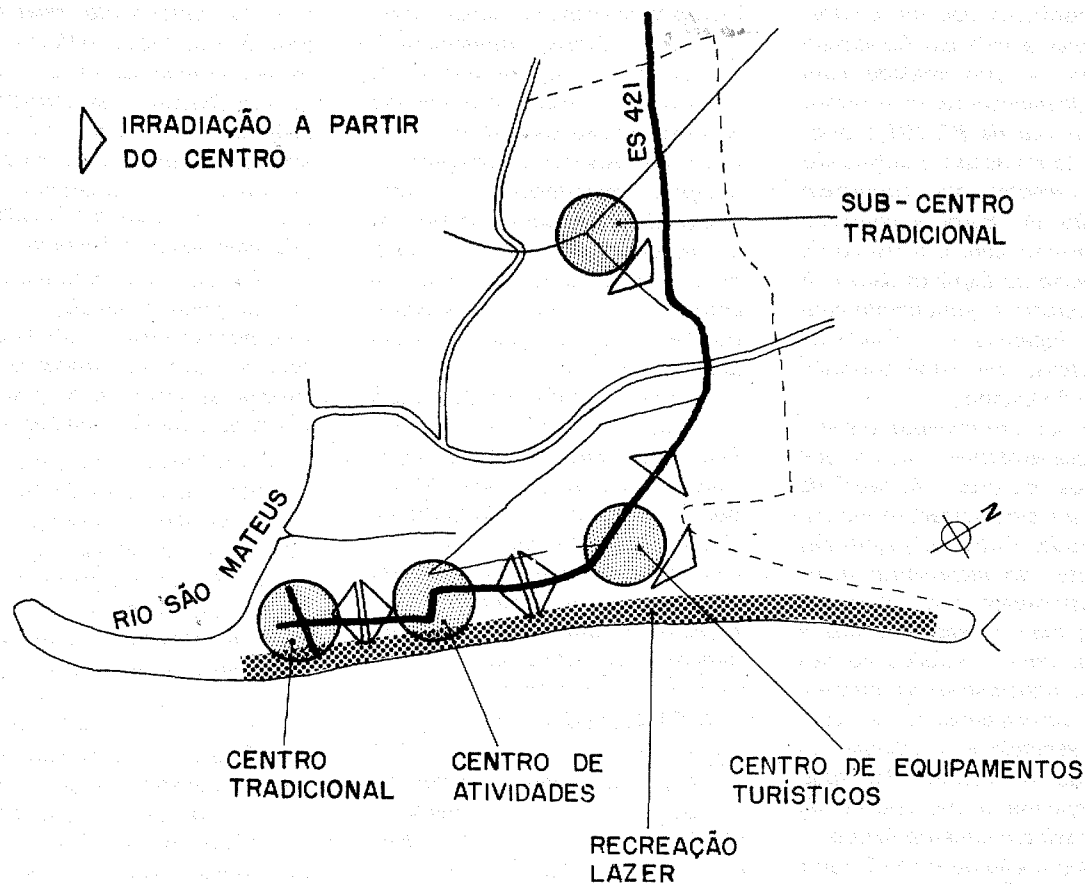 ES 421
IRRADIAÇÃO A PARTIR
DO CENTRO
SUB-CENTRO
TRADICIONAL
RIO SÃO MATEUS
N
CENTRO
TRADICIONAL
CENTRO DE
ATIVIDADES
CENTRO DE EQUIPAMENTOS
TURÍSTICOS
RECREAÇÃO
LAZER